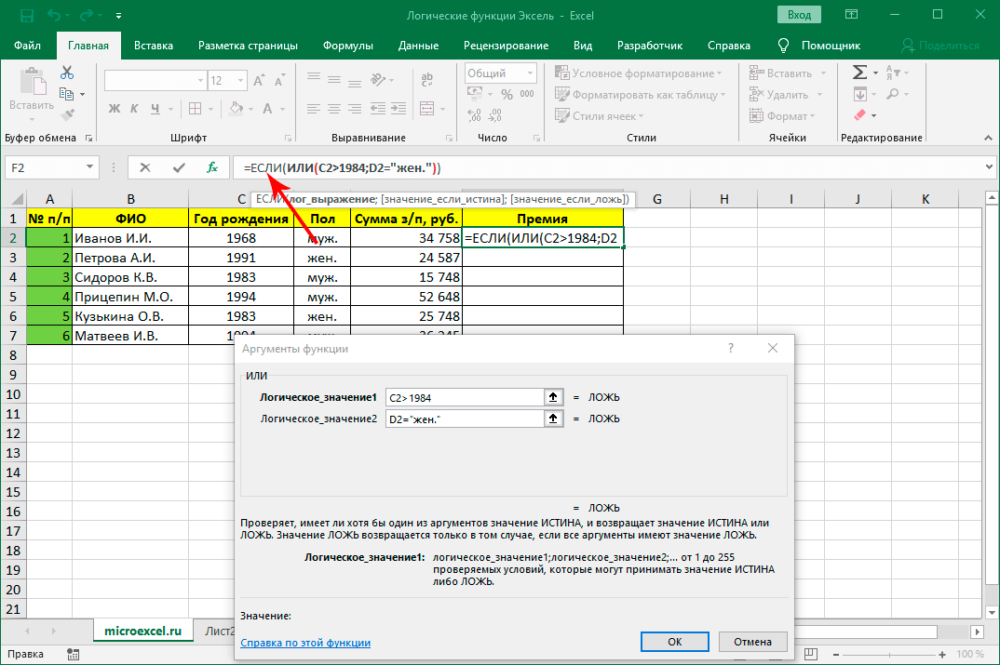 Логические функции Эксель - Excel
Вход
Файл Главная Вставка Разметка страницы Формулы Данные Рецензирование Вид Разработчик Справка Помощник Поделиться
Вставить
12
Ж К Ч
Общий
% 000
Условное форматирование
Форматировать как таблицу
Стили ячеек
Вставить
Удалить
Формат
Буфер обмена Шрифт Выравнивание Число Стили Ячейки Редактирование
F2 =ЕСЛИ(ИЛИ(C2>1984;D2="жен."))
ЕСЛИ(лог_выражение; [значение_если_истина]; [значение_если_ложь])
A B C G H I J K
1 № п/п ФИО Год рождения Пол Сумма з/п, руб. Премия
2 1 Иванов И.И. 1968 муж. 34 758 =ЕСЛИ(ИЛИ(C2>1984;D2
3 2 Петрова А.И. 1991 жен. 24 587
4 3 Сидоров К.В. 1983 муж. 15 748
5 4 Прицепин М.О. 1994 муж. 52 648
6 5 Кузькина О.В. 1983 жен. 25 748
7 6 Матвеев И.В. 1994 муж. 36 245
8
9
10
11
12
13
14
15
16
17
18
19
20
21
Аргументы функции ?
ИЛИ
Логическое_значение1 C2>1984 = ЛОЖЬ
Логическое_значение2 D2="жен." = ЛОЖЬ
= ЛОЖЬ
Проверяет, имеет ли хотя бы один из аргументов значение ИСТИНА, и возвращает значение ИСТИНА или
ЛОЖЬ. Значение ЛОЖЬ возвращается только в том случае, если все аргументы имеют значение ЛОЖЬ.
Логическое_значение1: логическое_значение1;логическое_значение2;... от 1 до 255
проверяемых условий, которые могут принимать значение ИСТИНА
либо ЛОЖЬ.
Значение:
Справка по этой функции
ОК Отмена
microexcel.ru Лист2
Правка 100 %